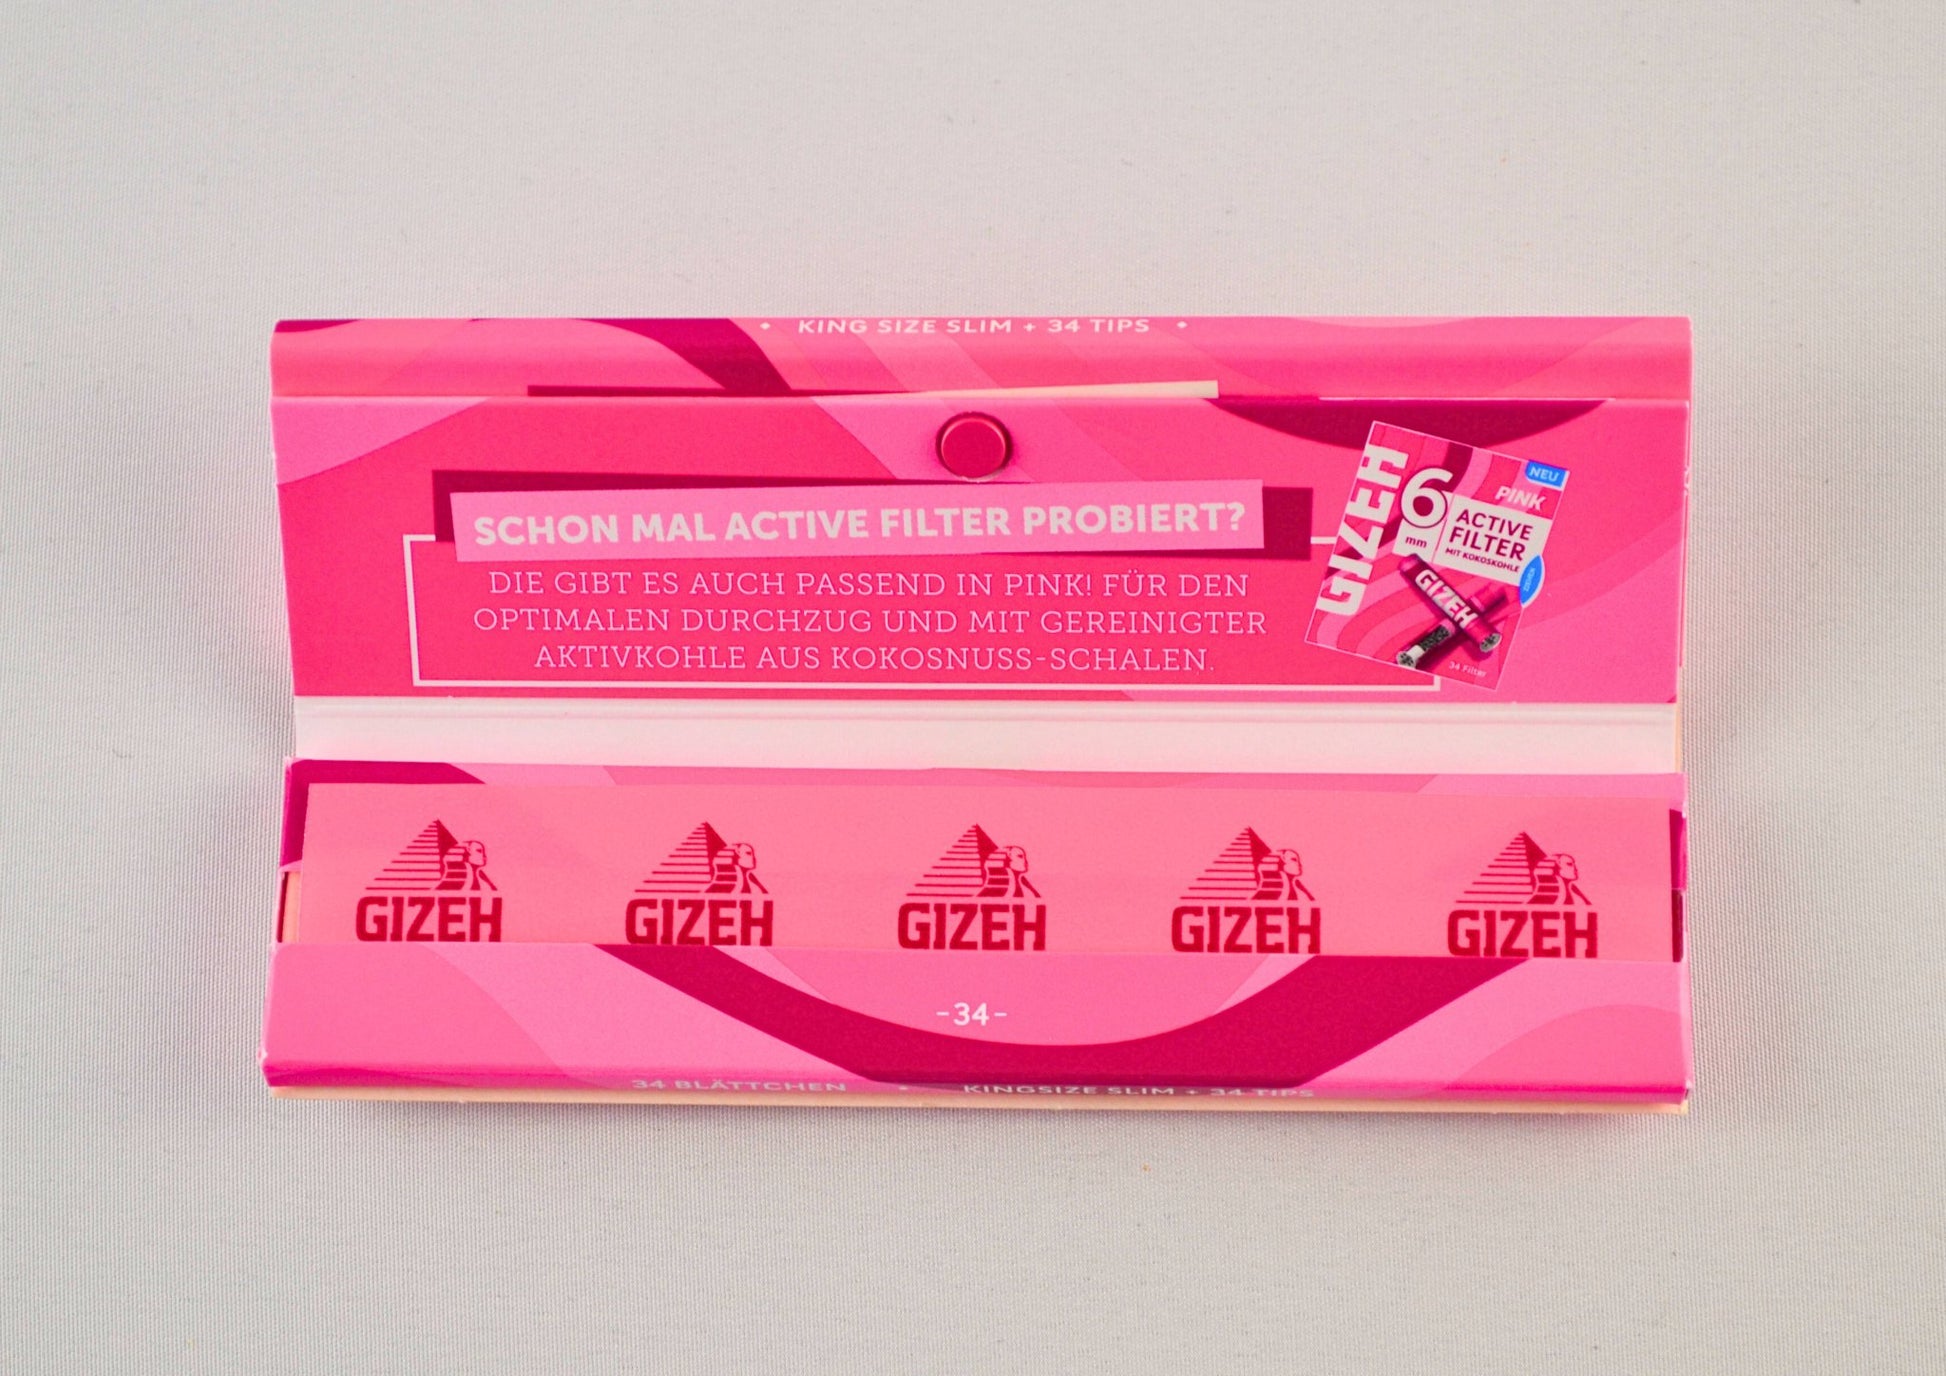 • KING SIZE SLIM + 34 TIPS •
SCHON MAL ACTIVE FILTER PROBIERT?
DIE GIBT ES AUCH PASSEND IN PINK! FÜR DEN
OPTIMALEN DURCHZUG UND MIT GEREINIGTER
AKTIVKOHLE AUS KOKOSNUSS-SCHALEN.
GIZEH
NEU
PINK
6
mm
ACTIVE
FILTER
MIT KOKOSKOHLE
GIZEH
34 Filter
GIZEH GIZEH GIZEH GIZEH GIZEH
-34-
34 BLÄTTCHEN • KINGSIZE SLIM + 34 TIPS